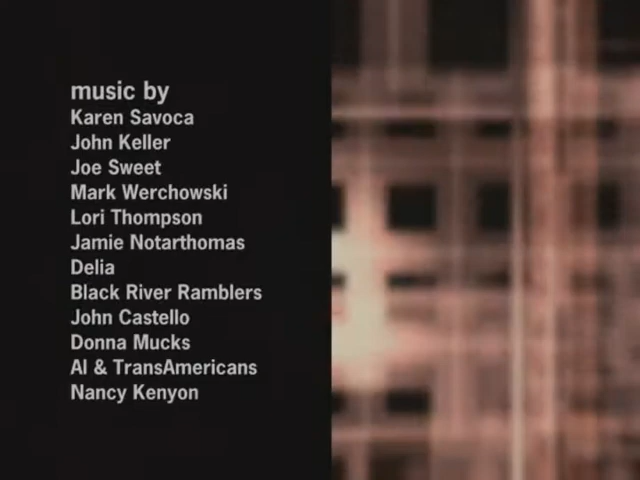 music by
Karen Savoca
John Keller
Joe Sweet
Mark Werchowski
Lori Thompson
Jamie Notarthomas
Delia
Black River Ramblers
John Castello
Donna Mucks
Al & TransAmericans
Nancy Kenyon